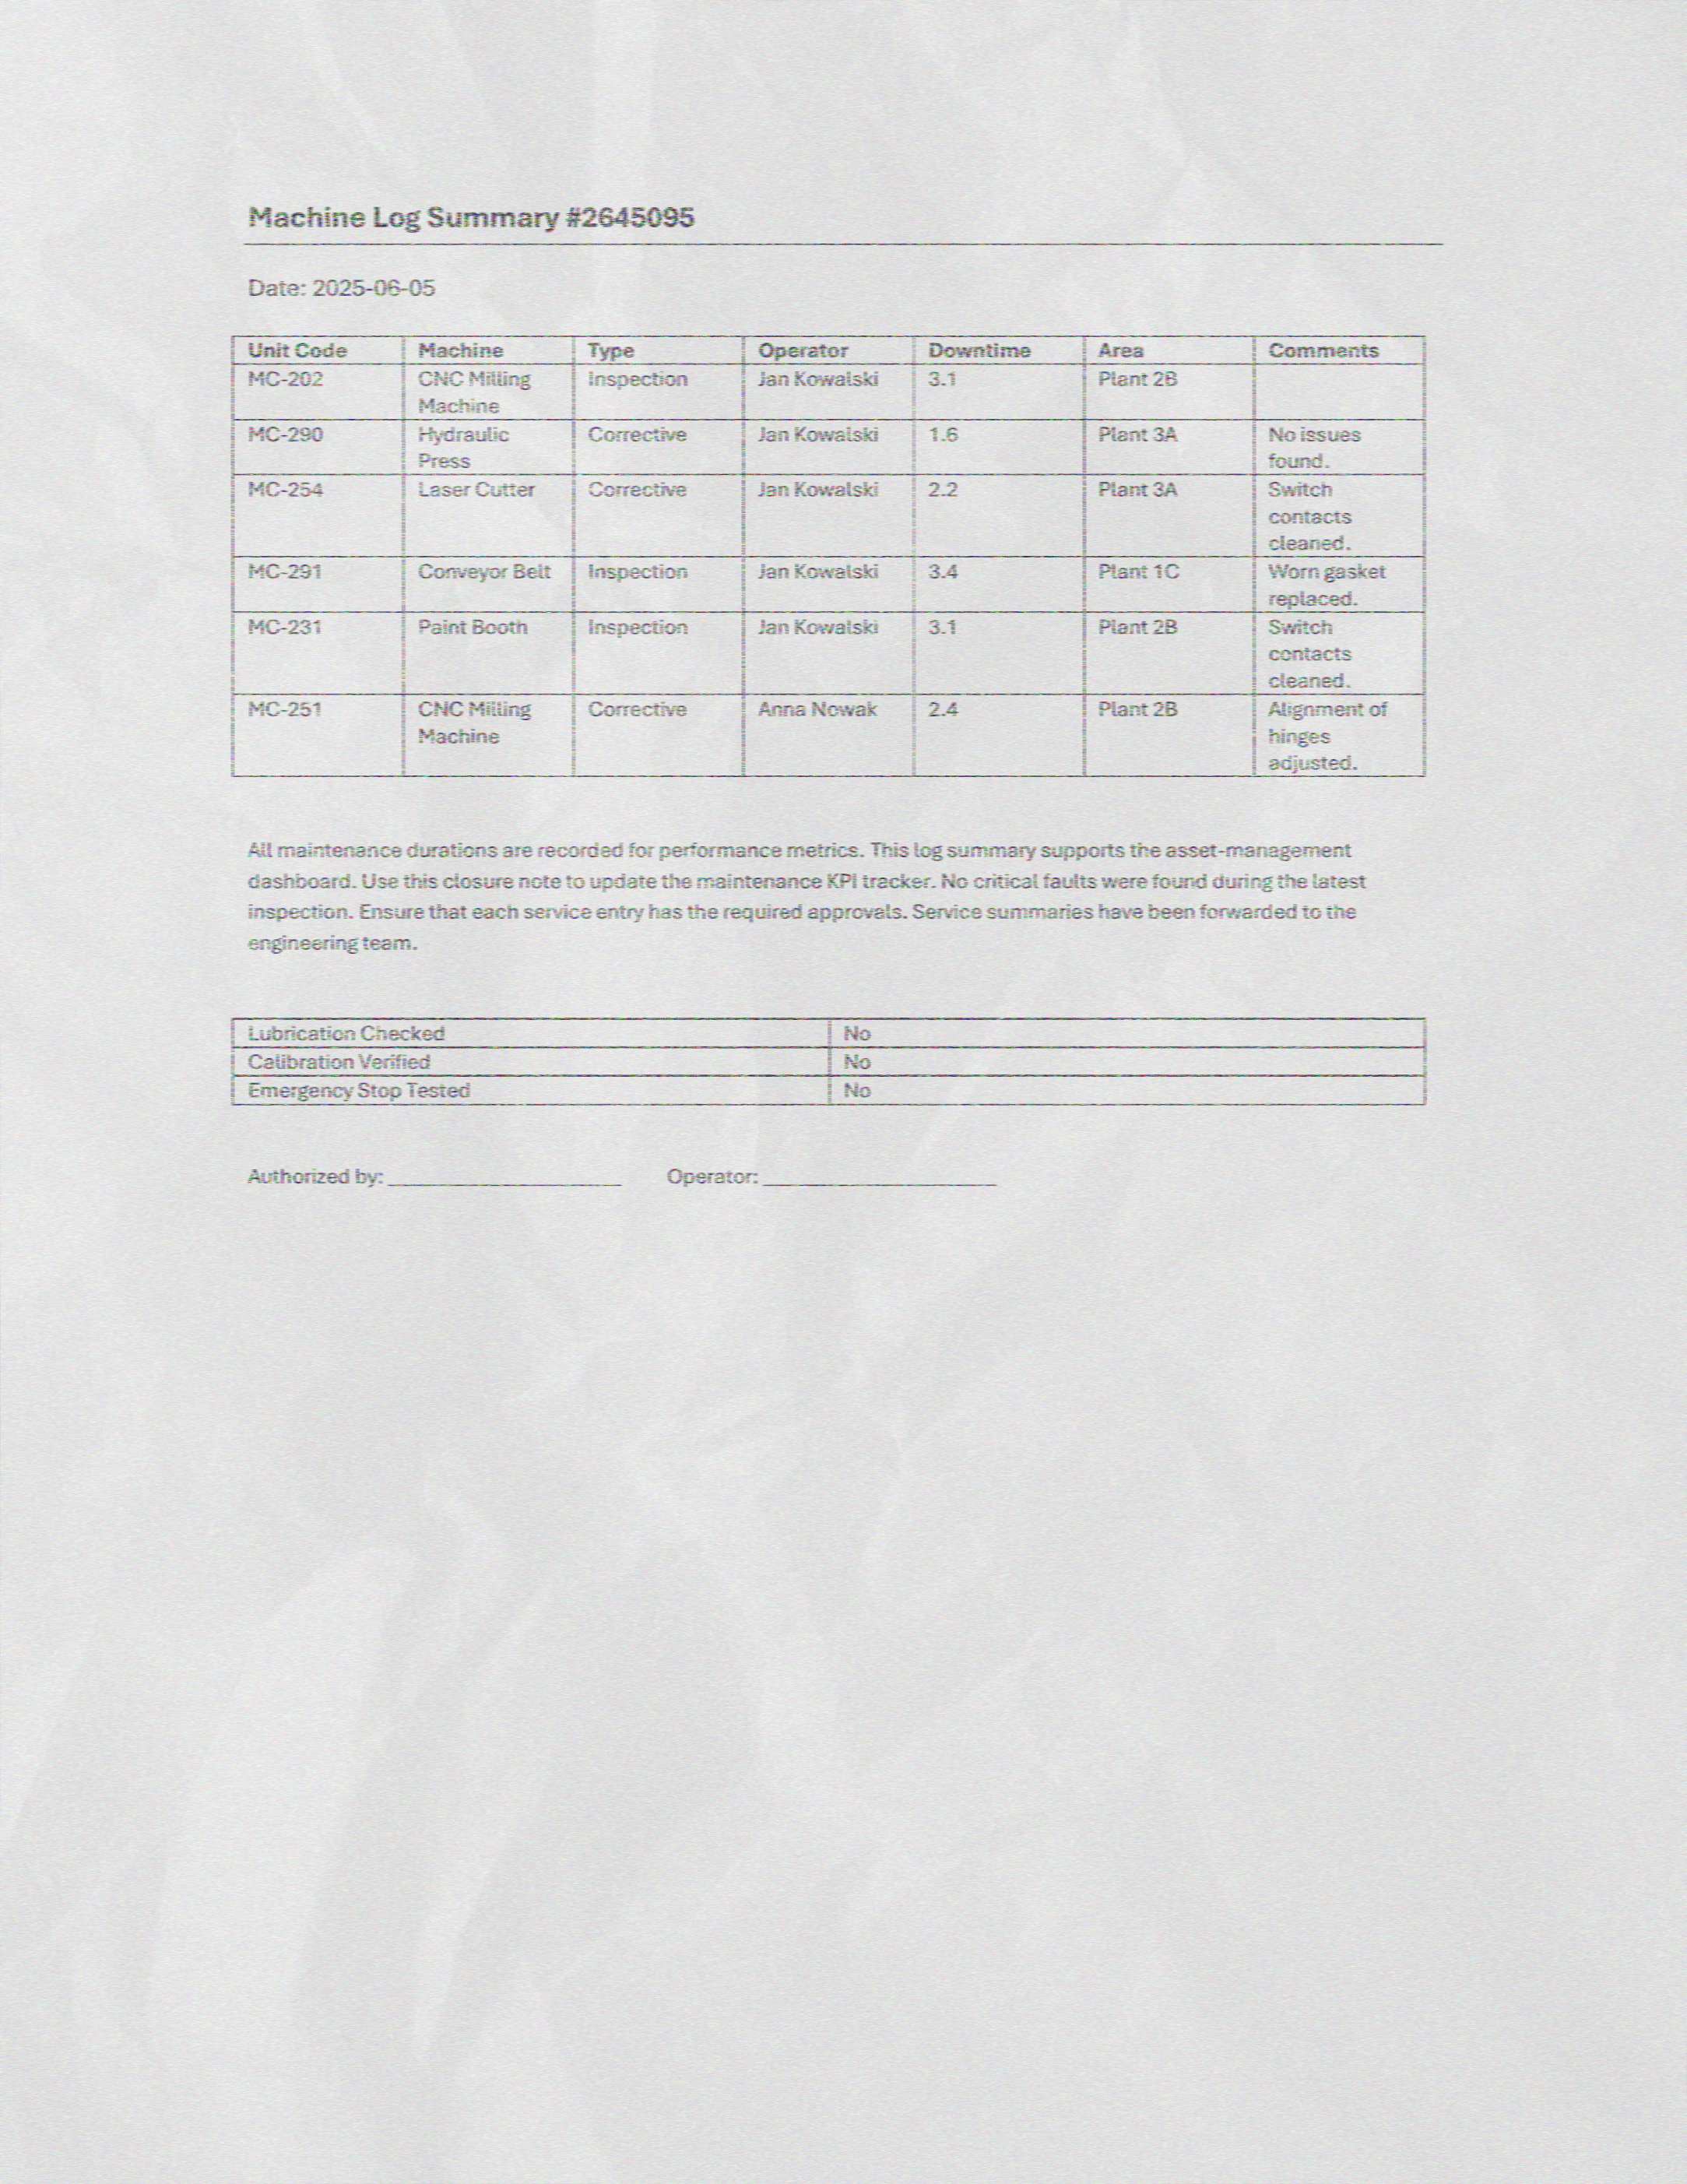 Machine Log Summary #2645095
Date: 2025-06-05
Unit Code Machine Type Operator Downtime Area Comments
MC-202 CNC Milling Machine Inspection Jan Kowalski 3.1 Plant 2B
MC-290 Hydraulic Press Corrective Jan Kowalski 1.6 Plant 3A No issues found.
MC-254 Laser Cutter Corrective Jan Kowalski 2.2 Plant 3A Switch contacts cleaned.
MC-291 Conveyor Belt Inspection Jan Kowalski 3.4 Plant 1C Worn gasket replaced.
MC-231 Paint Booth Inspection Jan Kowalski 3.1 Plant 2B Switch contacts cleaned.
MC-251 CNC Milling Machine Corrective Anna Nowak 2.4 Plant 2B Alignment of hinges adjusted.
All maintenance durations are recorded for performance metrics. This log summary supports the asset-management
dashboard. Use this closure note to update the maintenance KPI tracker. No critical faults were found during the latest
inspection. Ensure that each service entry has the required approvals. Service summaries have been forwarded to the
engineering team.
Lubrication Checked No
Calibration Verified No
Emergency Stop Tested No
Authorized by: ____________________ Operator: ____________________